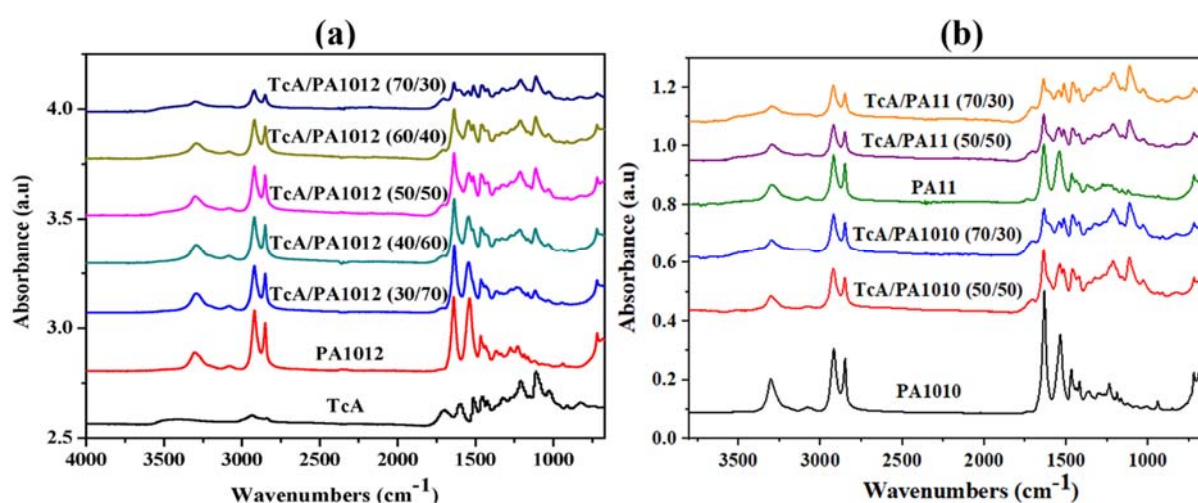 (a)
4.0
3.5
3.0
2.5
Absorbance (a.u)
TcA/PA1012 (70/30)
TcA/PA1012 (60/40)
TcA/PA1012 (50/50)
TcA/PA1012 (40/60)
TcA/PA1012 (30/70)
PA1012
TcA
4000 3500 3000 2500 2000 1500 1000
Wavenumbers (cm-1)
(b)
1.2
1.0
0.8
0.6
0.4
0.2
0.0
Absorbance (a.u)
TcA/PA11 (70/30)
TcA/PA11 (50/50)
PA11
TcA/PA1010 (70/30)
TcA/PA1010 (50/50)
PA1010
3500 3000 2500 2000 1500 1000
Wavenumbers (cm-1)